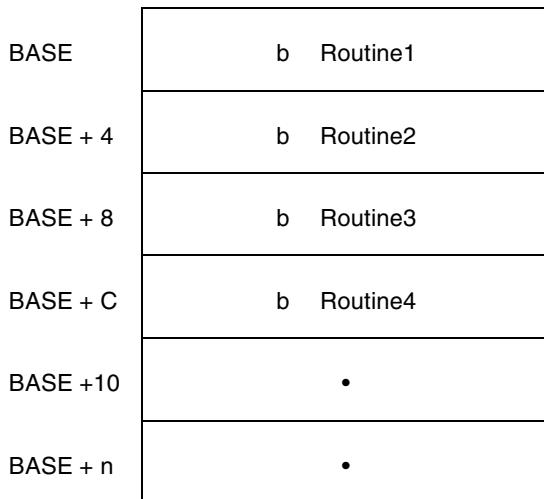 BASE b Routine1
BASE + 4 b Routine2
BASE + 8 b Routine3
BASE + C b Routine4
BASE +10 •
BASE + n •